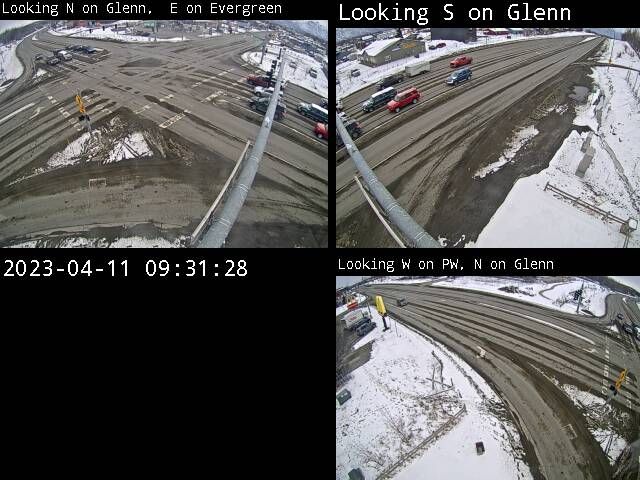 Looking N on Glenn, E on Evergreen
Looking S on Glenn
2023-04-11 09:31:28
Looking W on PW, N on Glenn